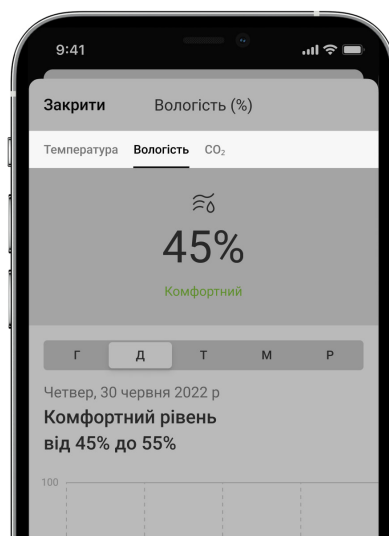 9:41
Закрити Вологість (%)
Температура Вологість CO₂
45%
Комфортний
Г Д Т М Р
Четвер, 30 червня 2022 р
Комфортний рівень
від 45% до 55%
100